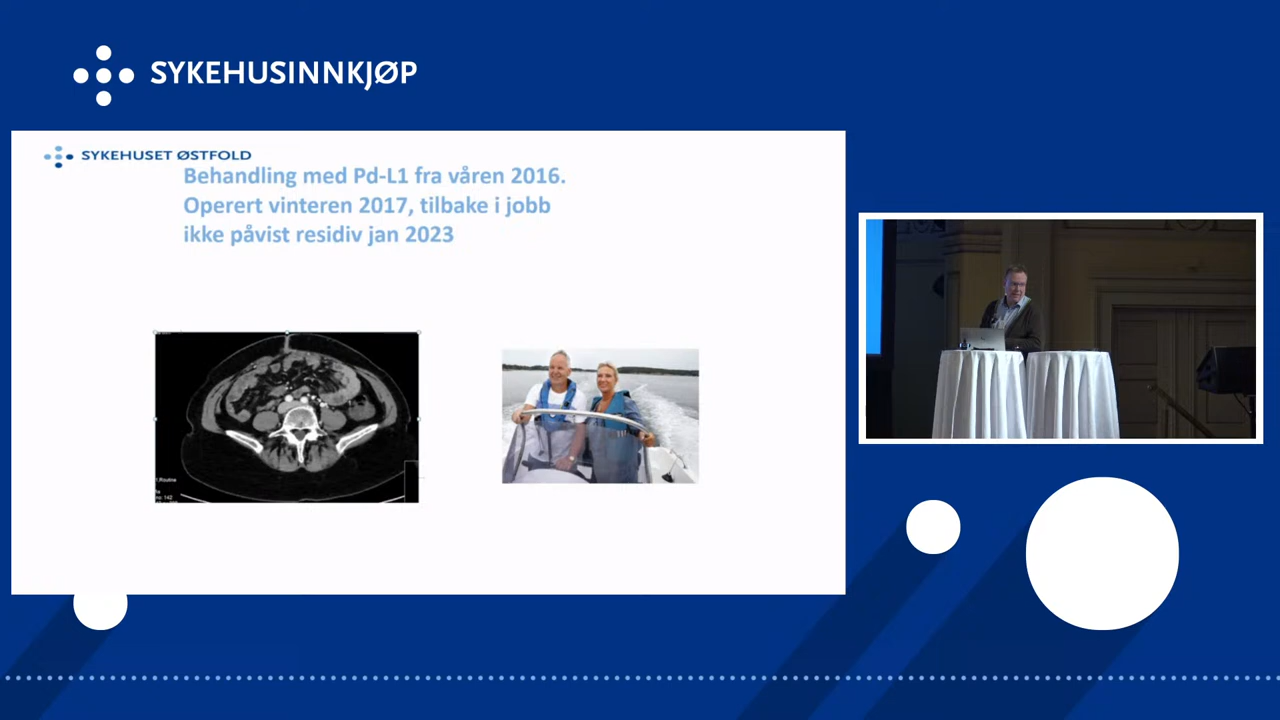 SYKEHUSINNKJØP
SYKEHUSET ØSTFOLD
Behandling med Pd-L1 fra våren 2016.
Operert vinteren 2017, tilbake i jobb
ikke påvist residiv jan 2023